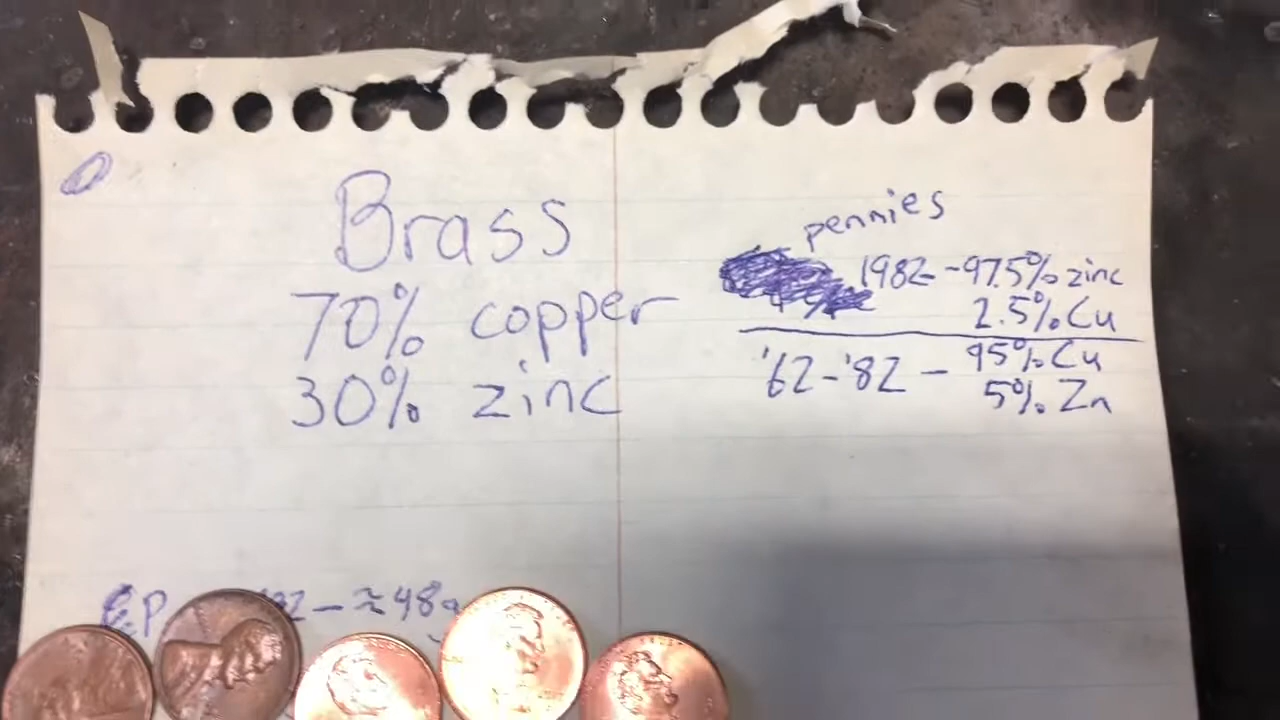 Brass
70% copper
30% zinc
pennies
1982 - 97.5% zinc
2.5% Cu
'62-'82 - 95% Cu
5% Zn
- ≈48g